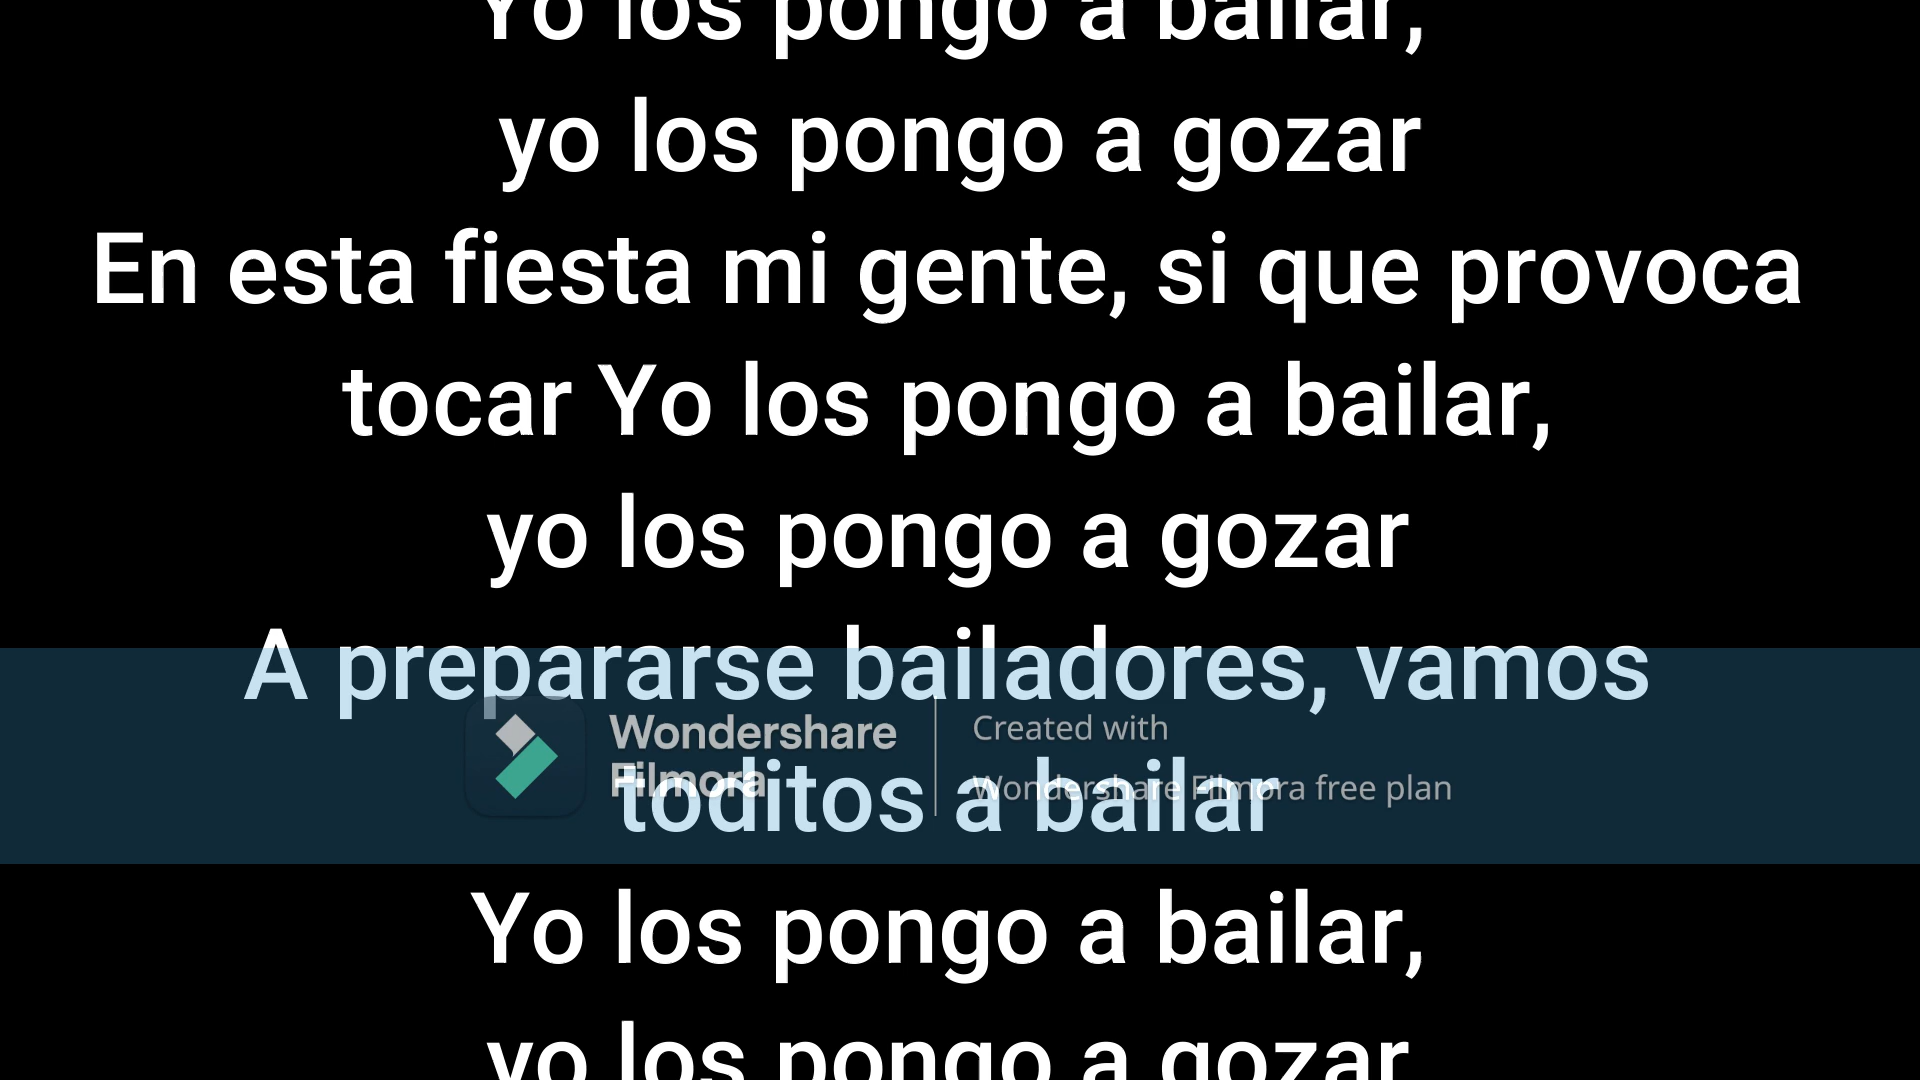 Yo los pongo a bailar,
yo los pongo a gozar
En esta fiesta mi gente, si que provoca
tocar Yo los pongo a bailar,
yo los pongo a gozar
A prepararse bailadores, vamos
Wondershare
Filmora
Created with
Wondershare Filmora free plan
toditos a bailar
Yo los pongo a bailar,
yo los pongo a gozar